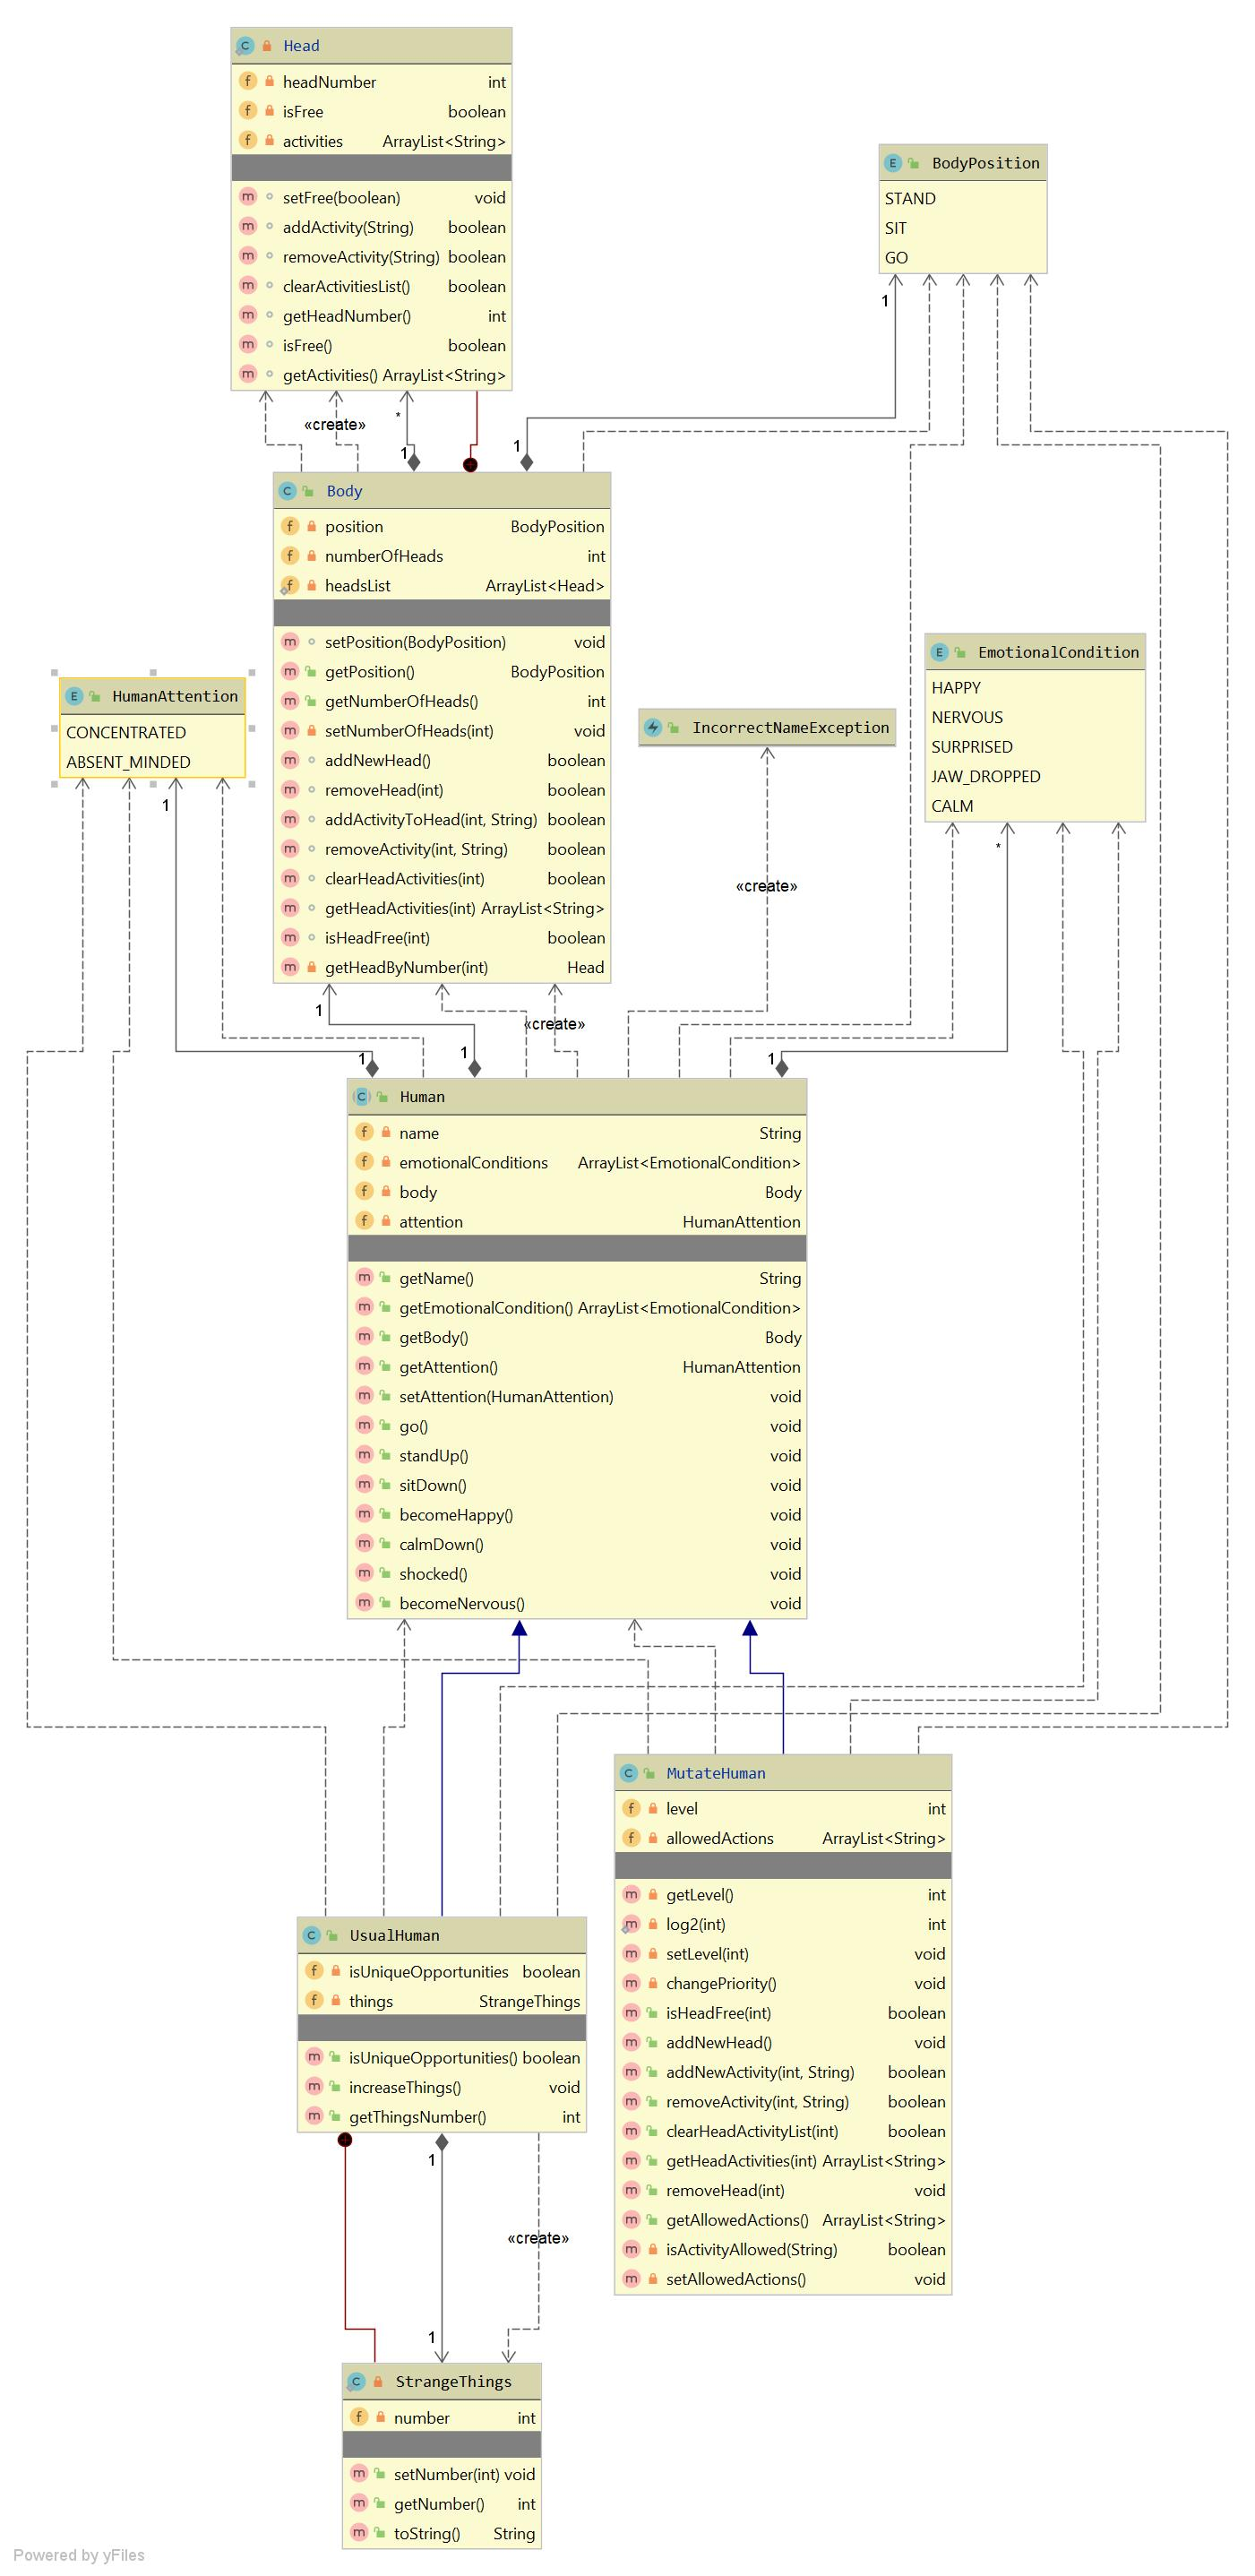 Head
headNumber int
isFree boolean
activities ArrayList<String>
setFree(boolean) void
addActivity(String) boolean
removeActivity(String) boolean
clearActivitiesList() boolean
getHeadNumber() int
isFree() boolean
getActivities() ArrayList<String>
BodyPosition
STAND
SIT
GO
1
«create»
*
1
1
Body
position BodyPosition
numberOfHeads int
headsList ArrayList<Head>
setPosition(BodyPosition) void
getPosition() BodyPosition
getNumberOfHeads() int
setNumberOfHeads(int) void
addNewHead() boolean
removeHead(int) boolean
addActivityToHead(int, String) boolean
removeActivity(int, String) boolean
clearHeadActivities(int) boolean
getHeadActivities(int) ArrayList<String>
isHeadFree(int) boolean
getHeadByNumber(int) Head
HumanAttention
CONCENTRATED
ABSENT_MINDED
1
IncorrectNameException
«create»
EmotionalCondition
HAPPY
NERVOUS
SURPRISED
JAW_DROPPED
CALM
*
1
«create»
1
1
1
Human
name String
emotionalConditions ArrayList<EmotionalCondition>
body Body
attention HumanAttention
getName() String
getEmotionalCondition() ArrayList<EmotionalCondition>
getBody() Body
getAttention() HumanAttention
setAttention(HumanAttention) void
go() void
standUp() void
sitDown() void
becomeHappy() void
calmDown() void
shocked() void
becomeNervous() void
MutateHuman
level int
allowedActions ArrayList<String>
getLevel() int
log2(int) int
setLevel(int) void
changePriority() void
isHeadFree(int) boolean
addNewHead() void
addNewActivity(int, String) boolean
removeActivity(int, String) boolean
clearHeadActivityList(int) boolean
getHeadActivities(int) ArrayList<String>
removeHead(int) void
getAllowedActions() ArrayList<String>
isActivityAllowed(String) boolean
setAllowedActions() void
UsualHuman
isUniqueOpportunities boolean
things StrangeThings
isUniqueOpportunities() boolean
increaseThings() void
getThingsNumber() int
1
«create»
1
StrangeThings
number int
setNumber(int) void
getNumber() int
toString() String
Powered by yFiles